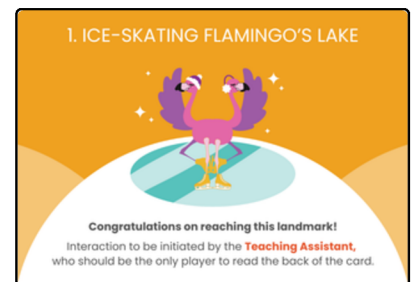 1. ICE-SKATING FLAMINGO'S LAKE
Congratulations on reaching this landmark!
Interaction to be initiated by the Teaching Assistant,
who should be the only player to read the back of the card.